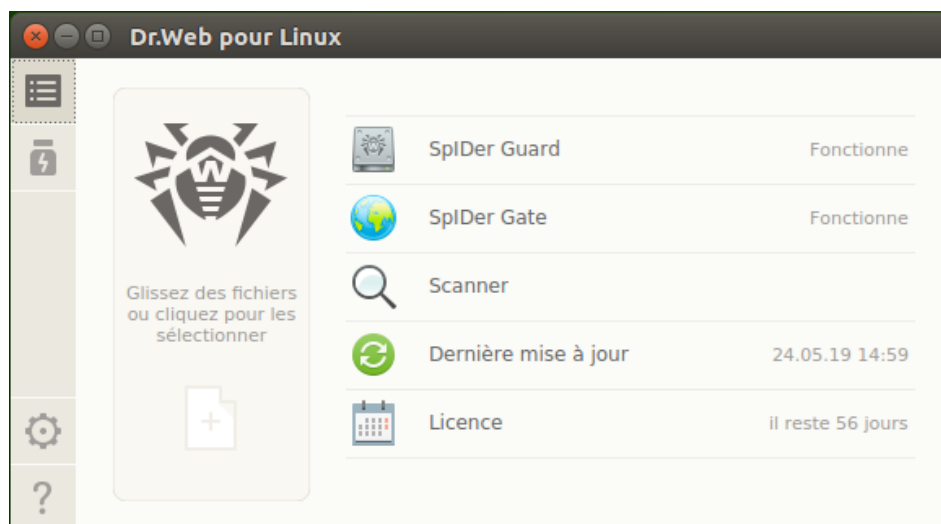 Dr.Web pour Linux
Glissez des fichiers
ou cliquez pour les
sélectionner
SpIDer Guard Fonctionne
SpIDer Gate Fonctionne
Scanner
Dernière mise à jour 24.05.19 14:59
Licence il reste 56 jours